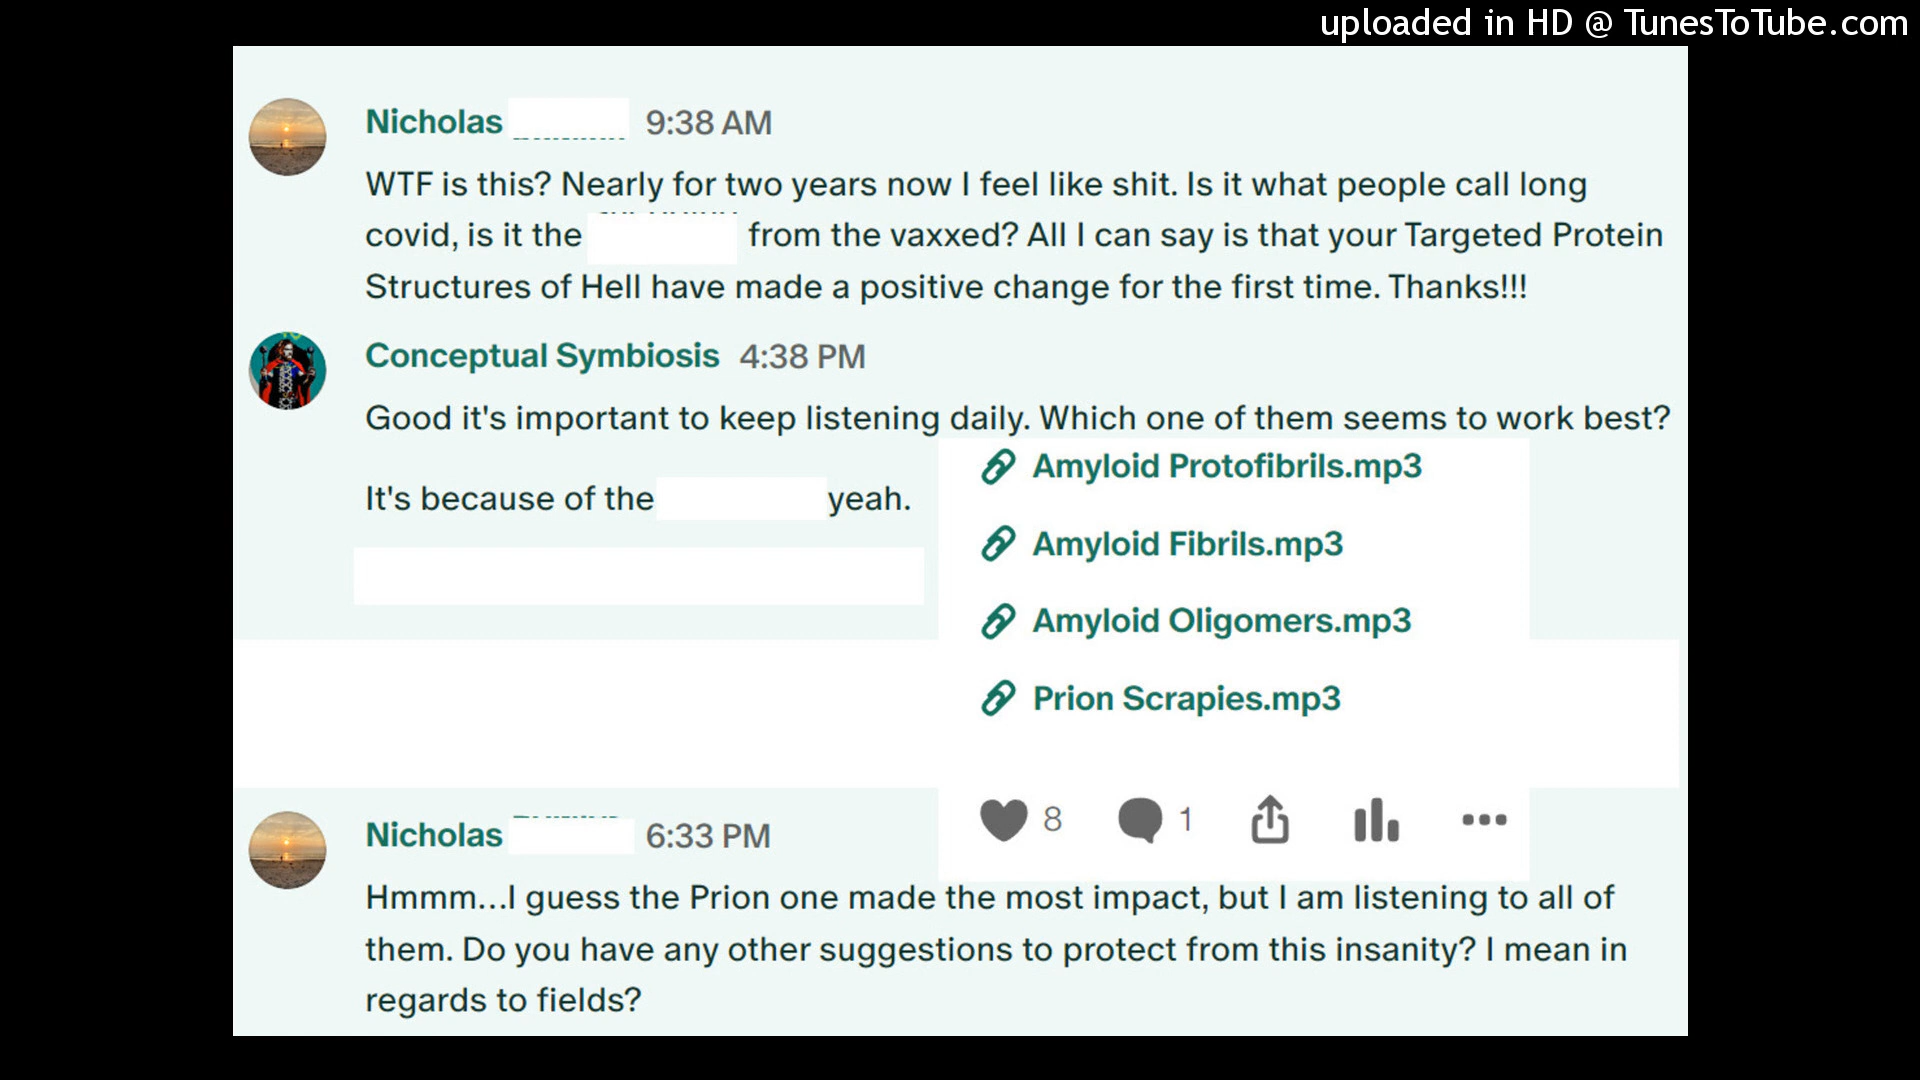 uploaded in HD @ TunesToTube.com
Nicholas 9:38 AM
WTF is this? Nearly for two years now I feel like shit. Is it what people call long
covid, is it the from the vaxxed? All I can say is that your Targeted Protein
Structures of Hell have made a positive change for the first time. Thanks!!!
Conceptual Symbiosis 4:38 PM
Good it's important to keep listening daily. Which one of them seems to work best?
It's because of the yeah.
Amyloid Protofibrils.mp3
Amyloid Fibrils.mp3
Amyloid Oligomers.mp3
Prion Scrapies.mp3
8 1
Nicholas 6:33 PM
Hmmm...I guess the Prion one made the most impact, but I am listening to all of
them. Do you have any other suggestions to protect from this insanity? I mean in
regards to fields?